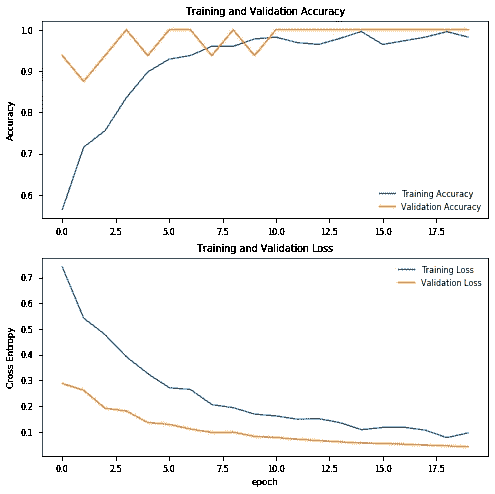 Training and Validation Accuracy
1.0
0.9
0.8
0.7
0.6
Accuracy
Training Accuracy
Validation Accuracy
0.0 2.5 5.0 7.5 10.0 12.5 15.0 17.5
Training and Validation Loss
0.7
0.6
0.5
0.4
0.3
0.2
0.1
Cross Entropy
Training Loss
Validation Loss
0.0 2.5 5.0 7.5 10.0 12.5 15.0 17.5
epoch